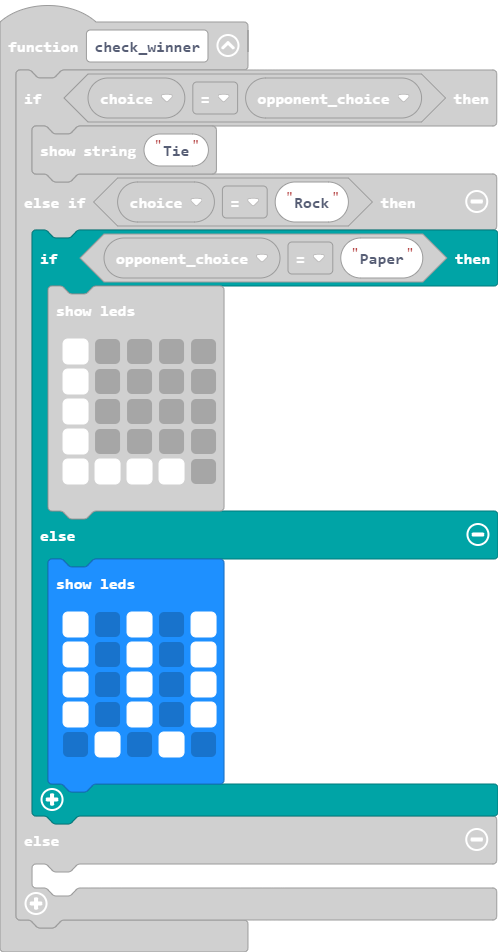 function check_winner
if choice = opponent_choice then
show string "Tie"
else if choice = "Rock" then
if opponent_choice = "Paper" then
show leds
else
show leds
else